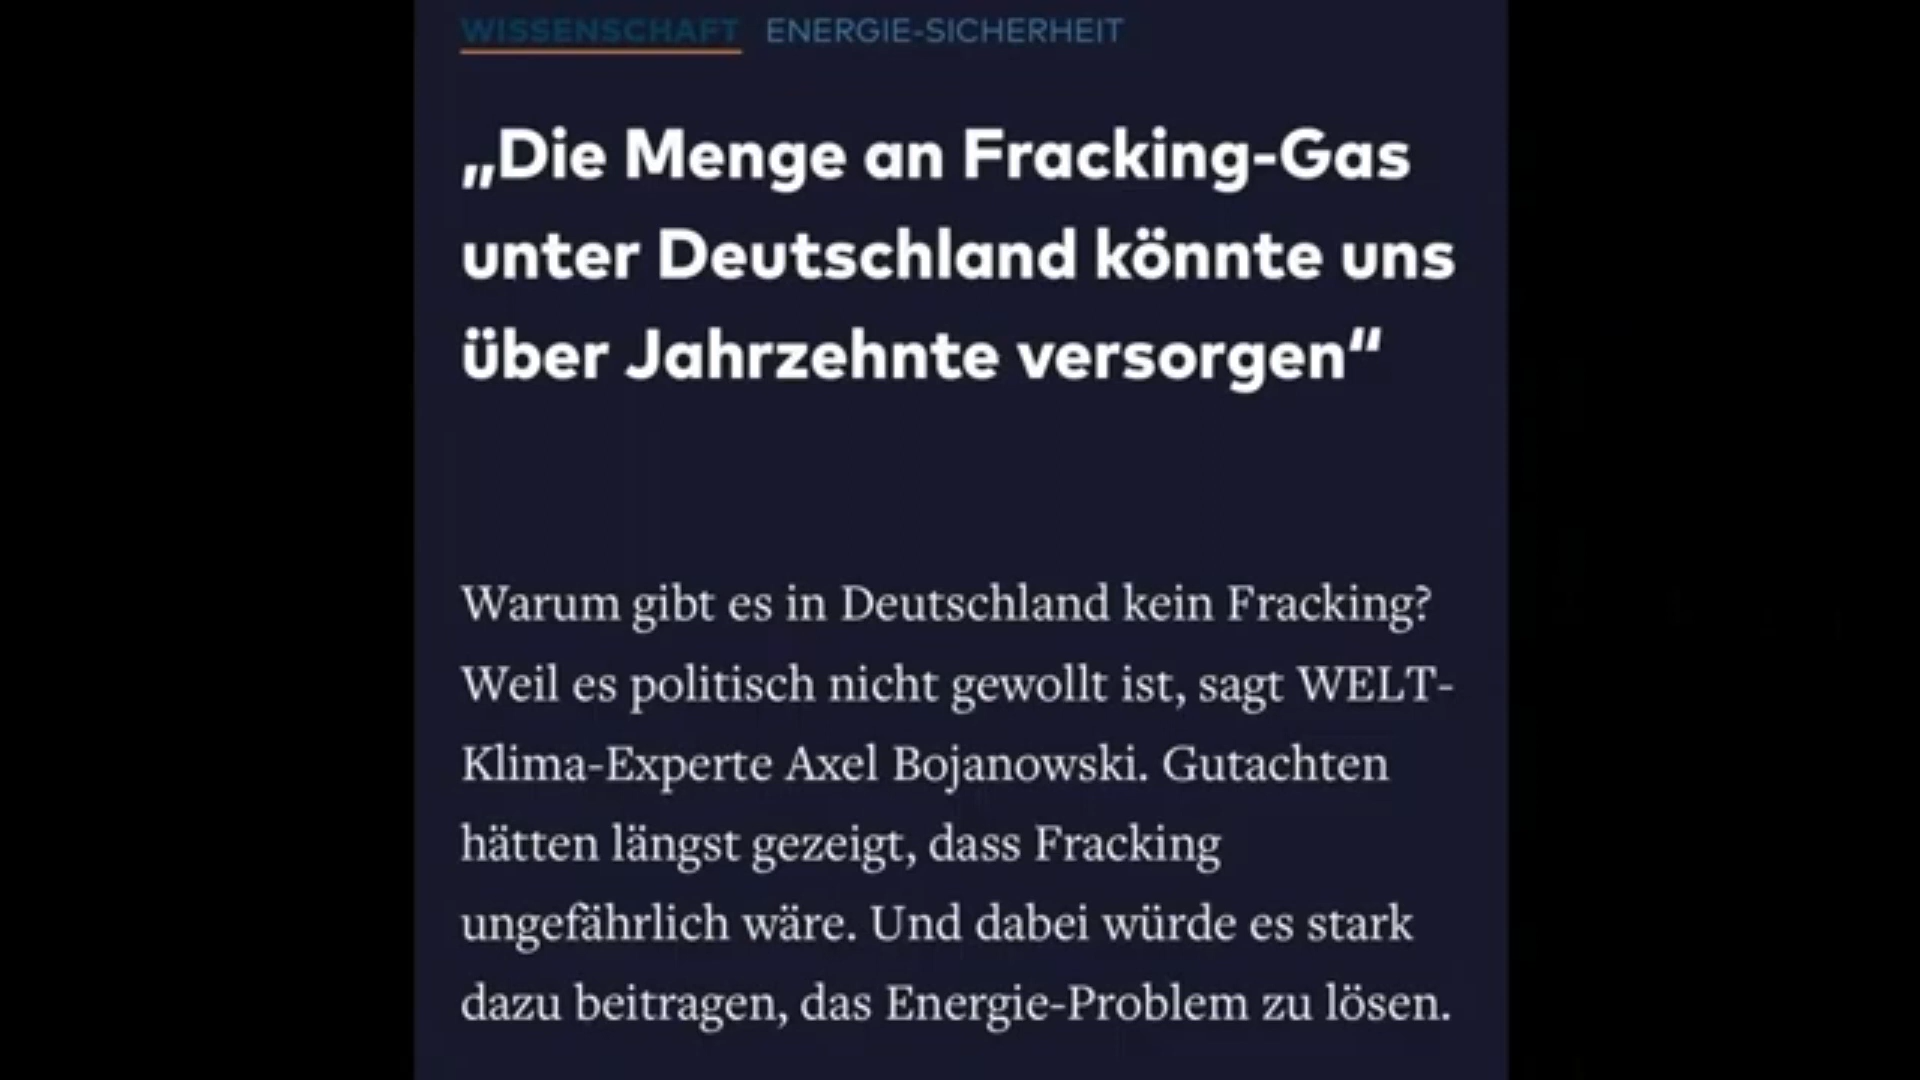 WISSENSCHAFT ENERGIE-SICHERHEIT
„Die Menge an Fracking-Gas
unter Deutschland könnte uns
über Jahrzehnte versorgen“
Warum gibt es in Deutschland kein Fracking?
Weil es politisch nicht gewollt ist, sagt WELT-
Klima-Experte Axel Bojanowski. Gutachten
hätten längst gezeigt, dass Fracking
ungefährlich wäre. Und dabei würde es stark
dazu beitragen, das Energie-Problem zu lösen.